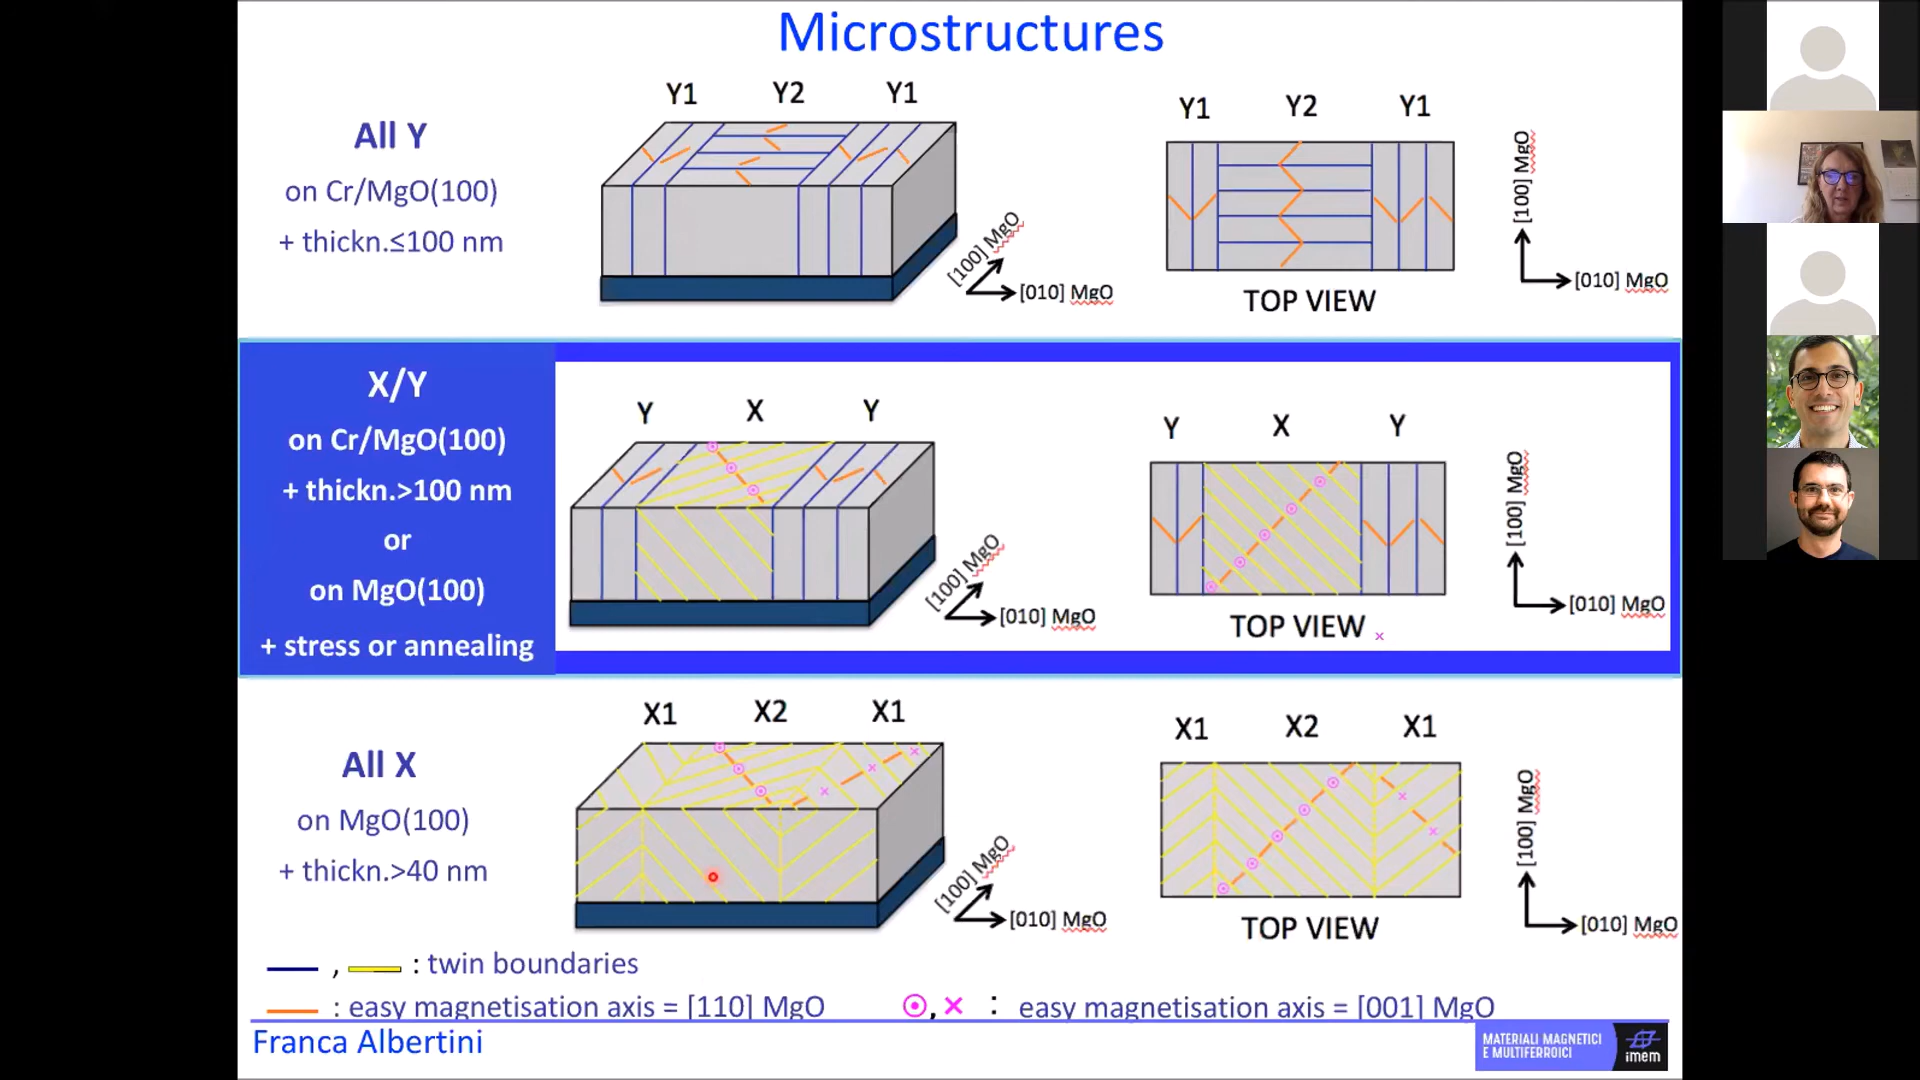 Microstructures
All Y
on Cr/MgO(100)
+ thickn.≤100 nm
Y1 Y2 Y1
[100] MgO
[010] MgO
Y1 Y2 Y1
TOP VIEW
[100] MgO
[010] MgO
X/Y
on Cr/MgO(100)
+ thickn.>100 nm
or
on MgO(100)
+ stress or annealing
Y X Y
[100] MgO
[010] MgO
Y X Y
TOP VIEW
[100] MgO
[010] MgO
All X
on MgO(100)
+ thickn.>40 nm
X1 X2 X1
[100] MgO
[010] MgO
X1 X2 X1
TOP VIEW
[100] MgO
[010] MgO
, : twin boundaries
: easy magnetisation axis = [110] MgO
, : easy magnetisation axis = [001] MgO
Franca Albertini
MATERIALI MAGNETICI
E MULTIFERROICI
imem